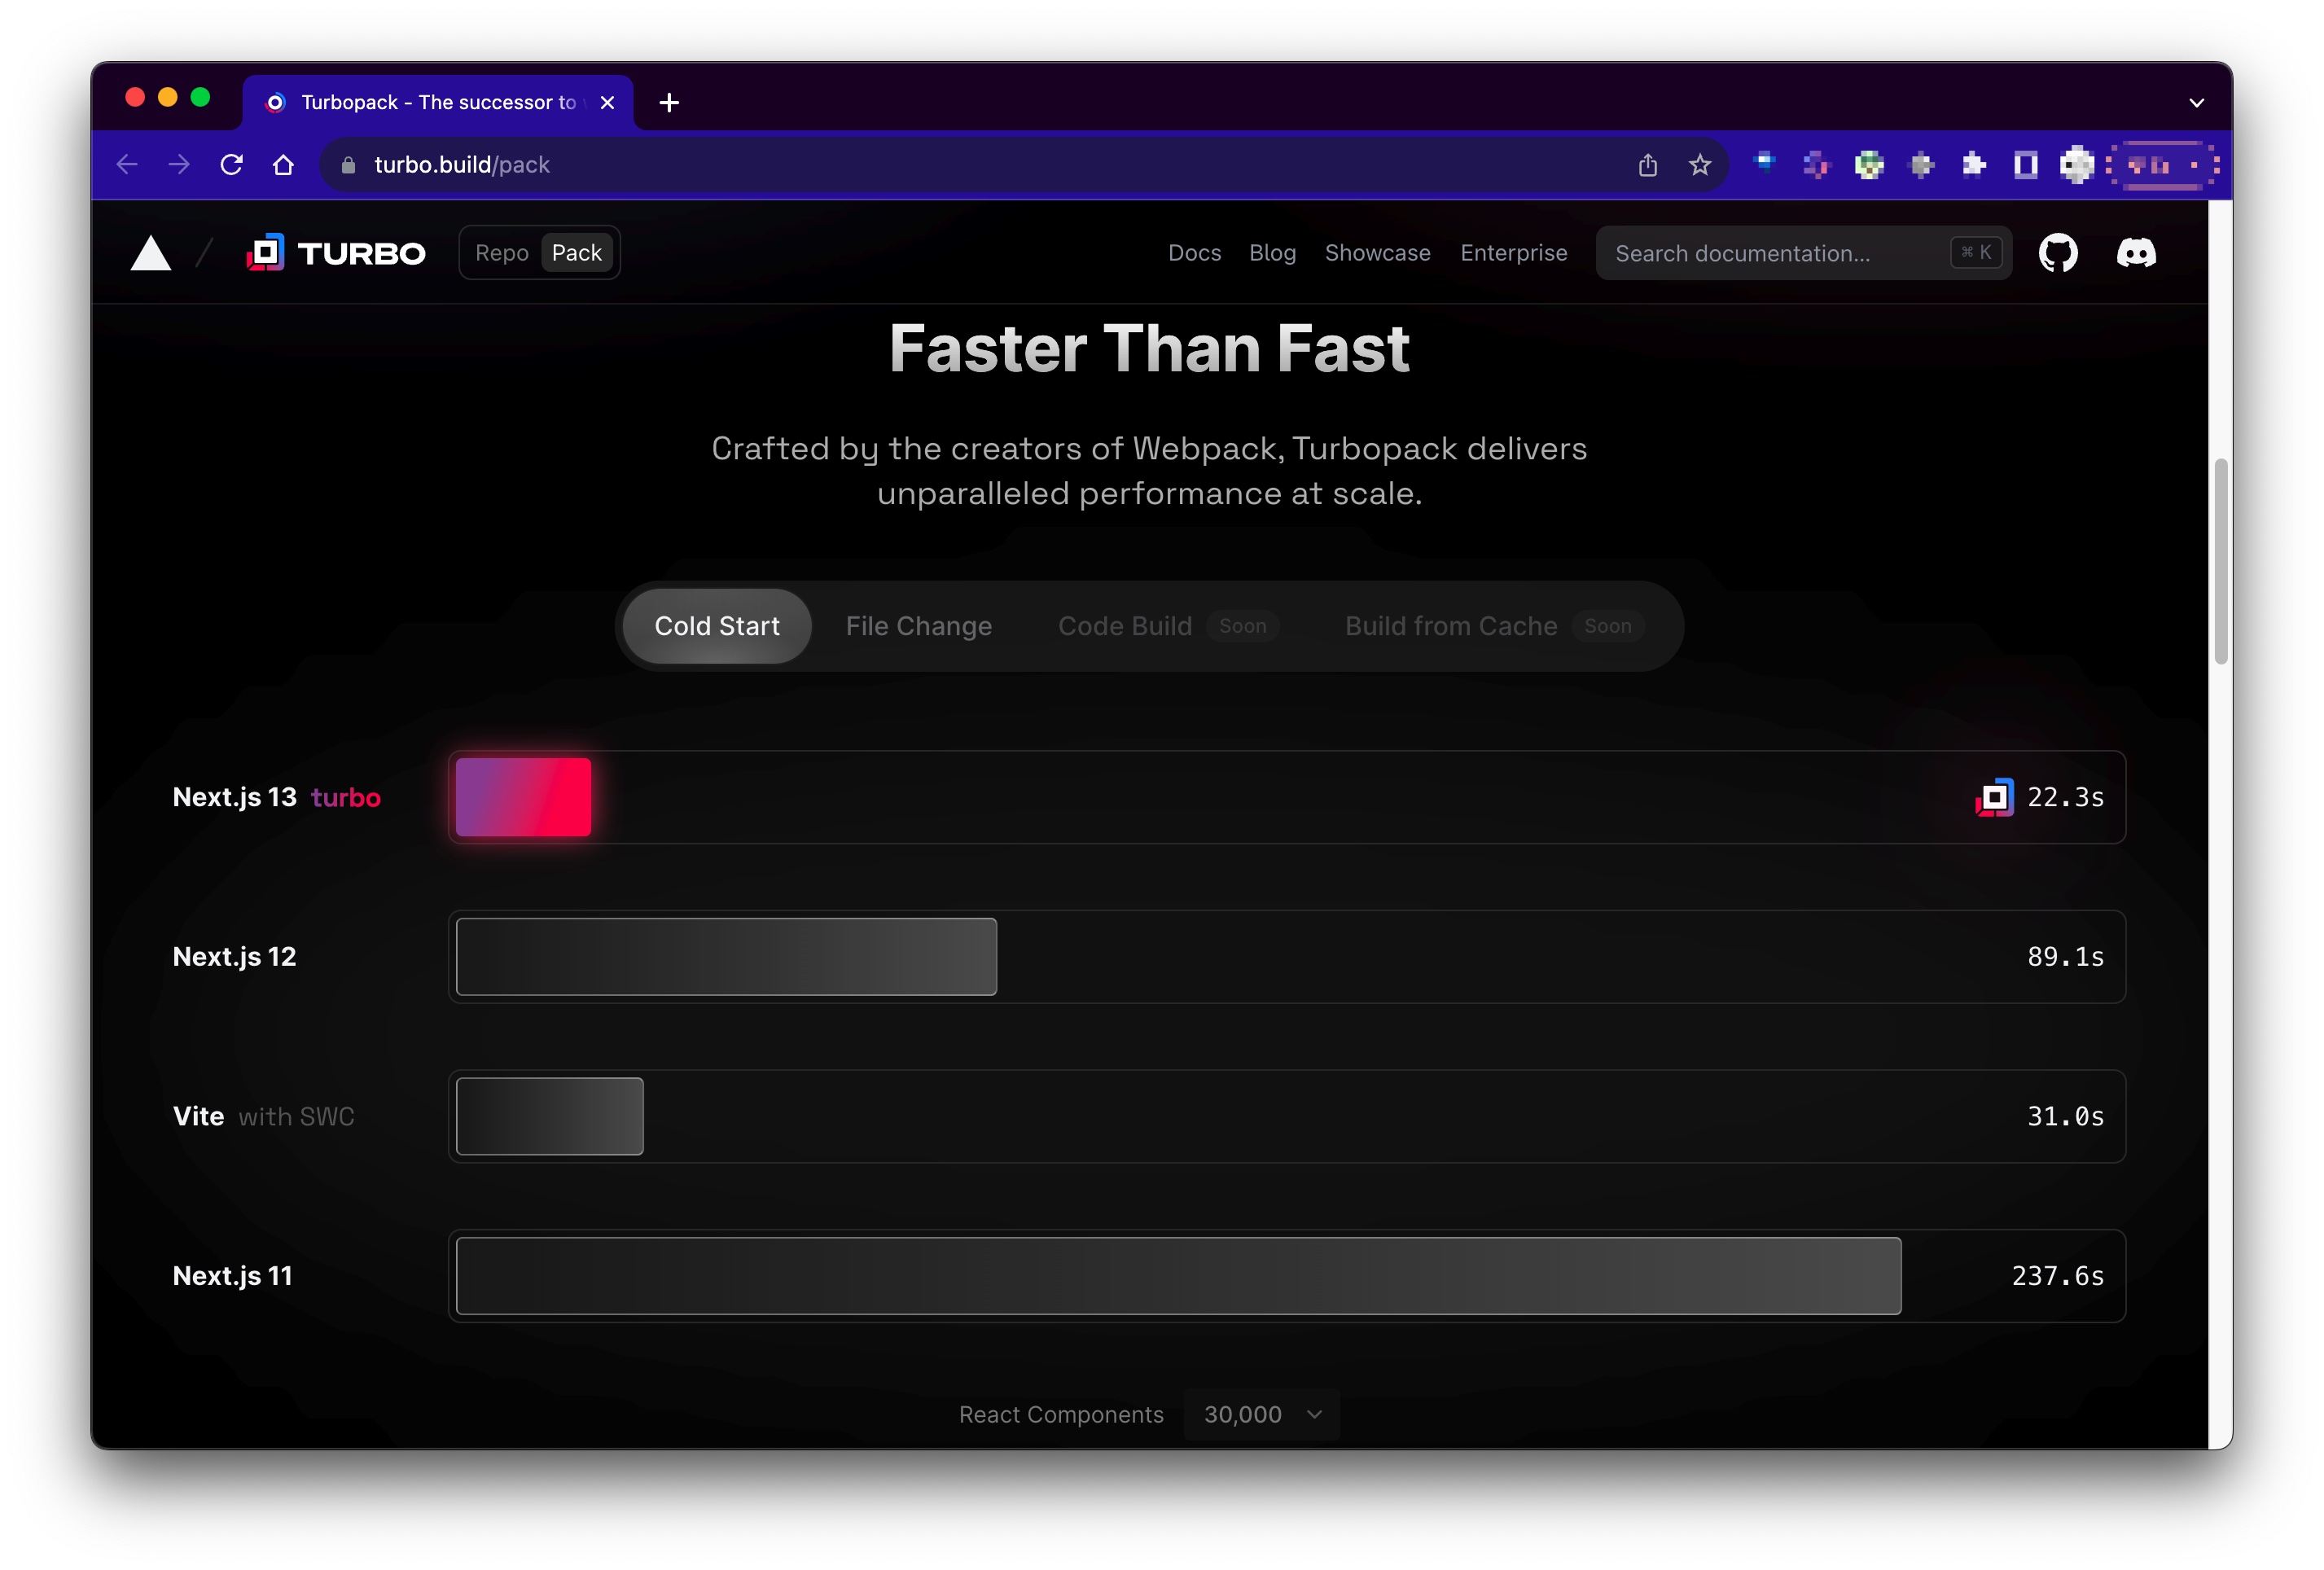 Turbopack - The successor to
turbo.build/pack
TURBO
Repo Pack
Docs Blog Showcase Enterprise Search documentation... ⌘ K
Faster Than Fast
Crafted by the creators of Webpack, Turbopack delivers
unparalleled performance at scale.
Cold Start File Change Code Build Soon Build from Cache Soon
Next.js 13 turbo 22.3s
Next.js 12 89.1s
Vite with SWC 31.0s
Next.js 11 237.6s
React Components 30,000